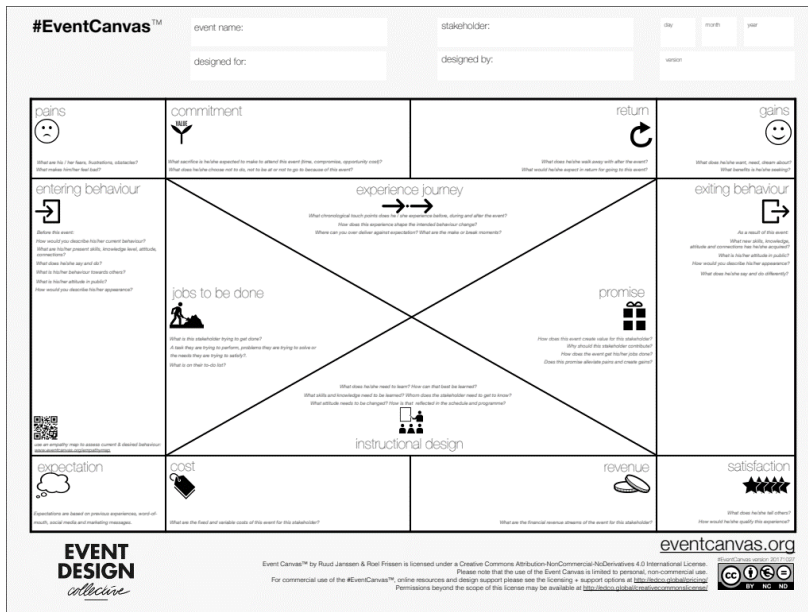 #EventCanvas™
event name:
stakeholder:
day
month
year
designed for:
designed by:
version
pains
What are his / her fears, frustrations, obstacles?
What makes him/her feel bad?
commitment
VALUE
What sacrifice is he/she expected to make to attend this event (time, compromise, opportunity cost)?
What does he/she choose not to do, not to be at or not to go to because of this event?
return
What does he/she walk away with after the event?
What would he/she expect in return for going to this event?
gains
What does he/she want, need, dream about?
What benefits is he/she seeking?
entering behaviour
Before this event:
How would you describe his/her current behaviour?
What are his/her present skills, knowledge level, attitude,
connections?
What does he/she say and do?
What is his/her behaviour towards others?
What is his/her attitude in public?
How would you describe his/her appearance?
use an empathy map to assess current & desired behaviour:
www.eventcanvas.org/empathymap
experience journey
What chronological touch points does he / she experience before, during and after the event?
How does this experience shape the intended behaviour change?
Where can you over deliver against expectation? What are the make or break moments?
jobs to be done
What is this stakeholder trying to get done?
A task they are trying to perform, problems they are trying to solve or
the needs they are trying to satisfy?
What is on their to-do list?
promise
How does this event create value for this stakeholder?
Why should this stakeholder contribute?
How does the event get his/her jobs done?
Does this promise alleviate pains and create gains?
What does he/she need to learn? How can that best be learned?
What skills and knowledge need to be learned? Whom does the stakeholder need to get to know?
What attitude needs to be changed? How is that reflected in the schedule and programme?
instructional design
exiting behaviour
As a result of this event:
What new skills, knowledge,
attitude and connections has he/she acquired?
What is his/her attitude in public?
How would you describe his/her appearance?
What does he/she say and do differently?
expectation
Expectations are based on previous experiences, word-of-
mouth, social media and marketing messages.
cost
What are the fixed and variable costs of this event for this stakeholder?
revenue
What are the financial revenue streams of the event for this stakeholder?
satisfaction
What does he/she tell others?
How would he/she qualify this experience?
EVENT
DESIGN
collective
eventcanvas.org
Event Canvas™ by Ruud Janssen & Roel Frissen is licensed under a Creative Commons Attribution-NonCommercial-NoDerivatives 4.0 International License.
Please note that the use of the Event Canvas is limited to personal, non-commercial use.
For commercial use of the #EventCanvas™, online resources and design support please see the licensing + support options at http://edco.global/pricing/
Permissions beyond the scope of this license may be available at http://edco.global/creativecommonslicense/
cc
BY NC ND